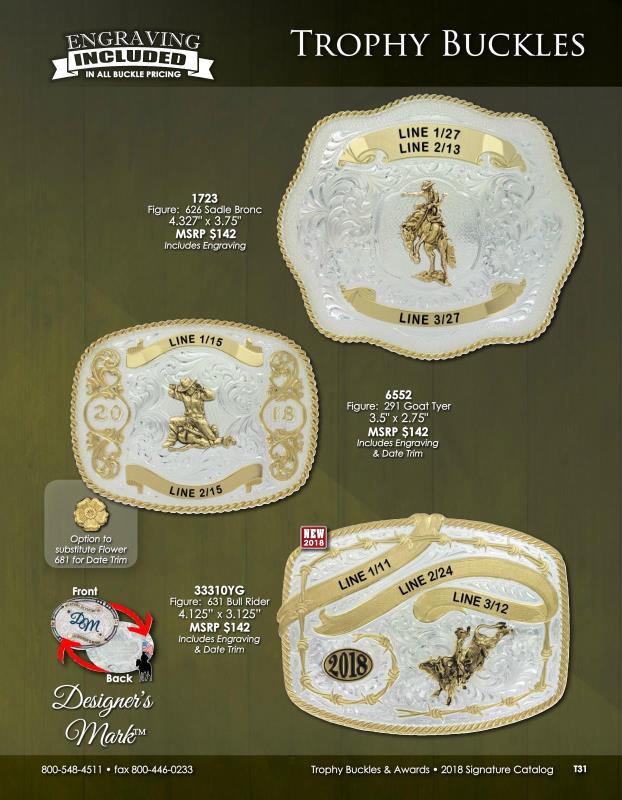 ENGRAVING
INCLUDED
IN ALL BUCKLE PRICING
TROPHY BUCKLES
LINE 1/27
LINE 2/13
LINE 3/27
1723
Figure: 626 Sadle Bronc
4.327" x 3.75"
MSRP $142
Includes Engraving
LINE 1/15
20 18
LINE 2/15
6552
Figure: 291 Goat Tyer
3.5" x 2.75"
MSRP $142
Includes Engraving
& Date Trim
Option to
substitute Flower
681 for Date Trim
NEW
2018
LINE 1/11
LINE 2/24
LINE 3/12
2018
33310YG
Figure: 631 Bull Rider
4.125" x 3.125"
MSRP $142
Includes Engraving
& Date Trim
Front
DM
Back
Designer's
Mark™
800-548-4511 • fax 800-446-0233
Trophy Buckles & Awards • 2018 Signature Catalog T31